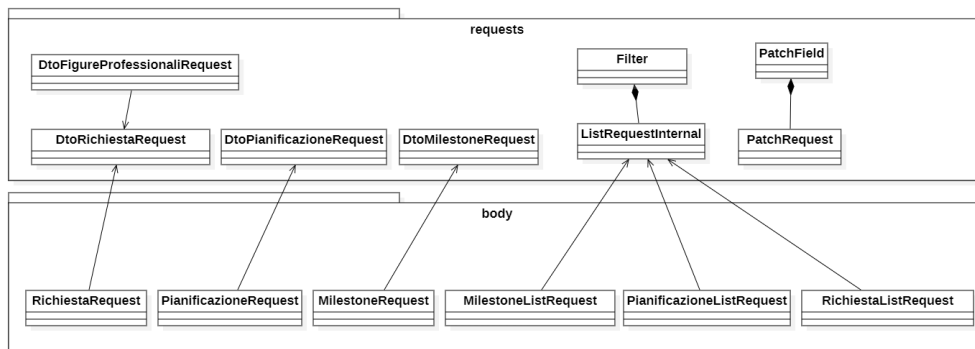 requests
DtoFigureProfessionaliRequest
Filter
PatchField
DtoRichiestaRequest
DtoPianificazioneRequest
DtoMilestoneRequest
ListRequestInternal
PatchRequest
body
RichiestaRequest
PianificazioneRequest
MilestoneRequest
MilestoneListRequest
PianificazioneListRequest
RichiestaListRequest